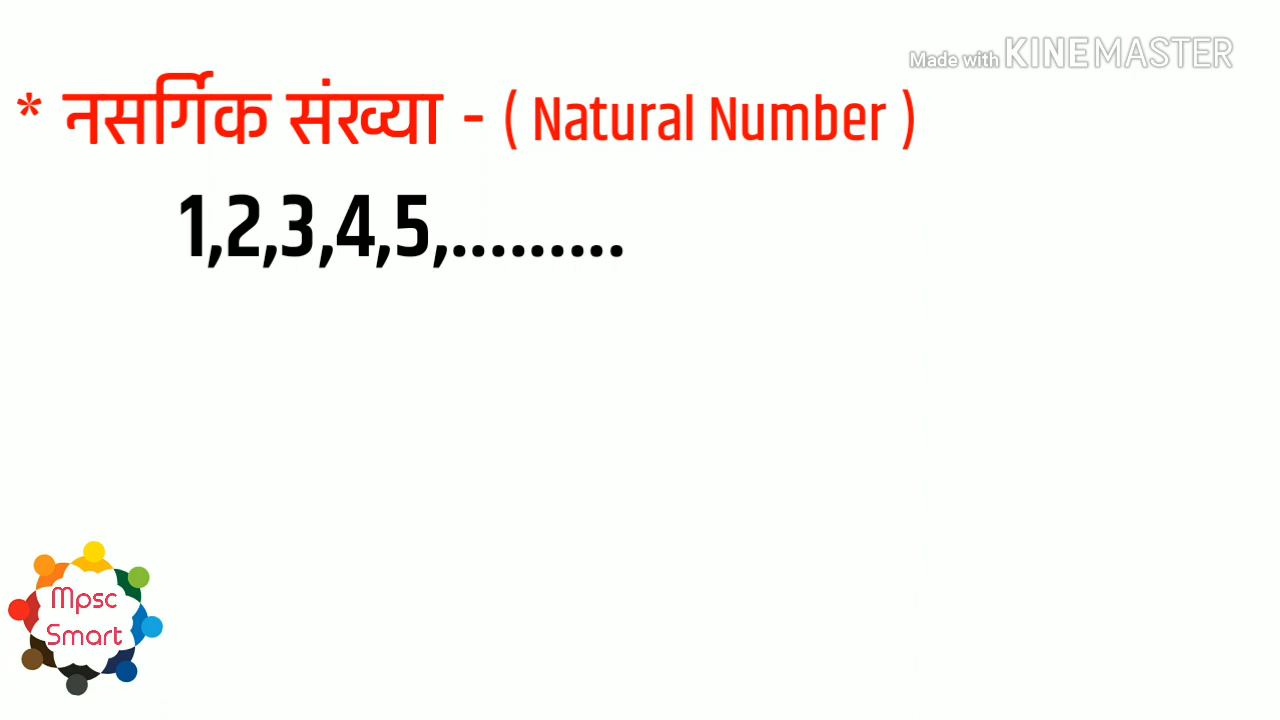 Made with KINEMASTER
* नसर्गिक संख्या - ( Natural Number )
1,2,3,4,5,.........
Mpsc
Smart